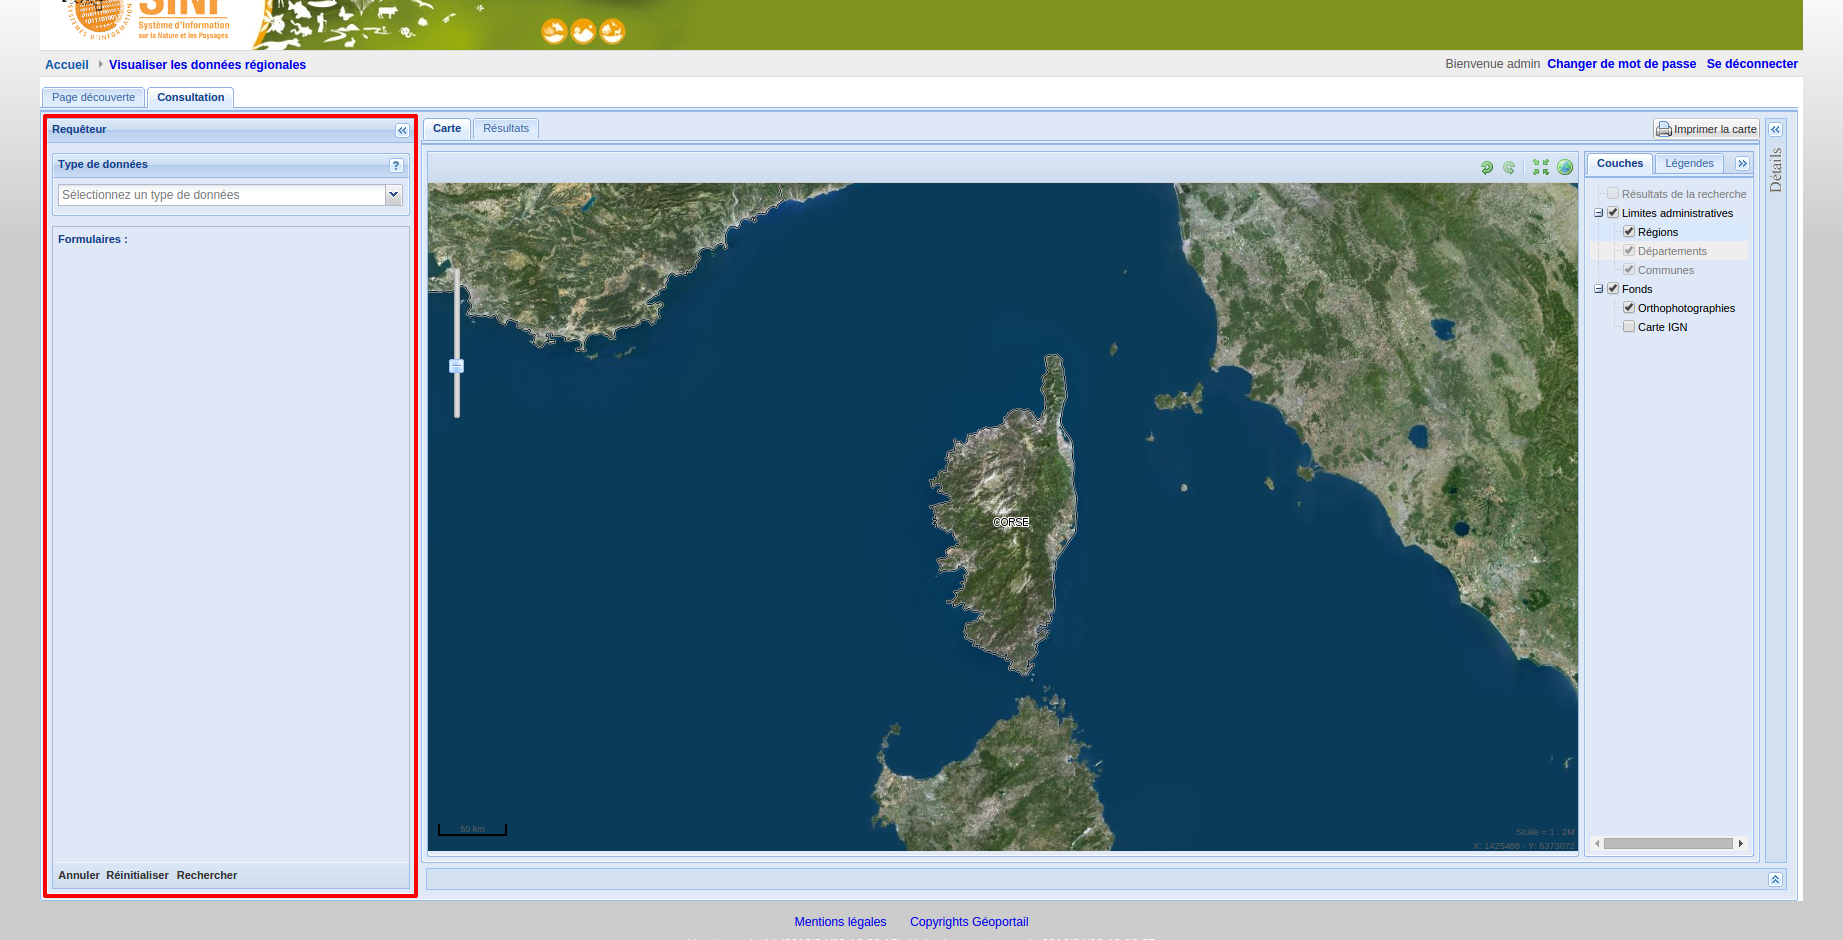 SINP
Système d'Information
sur la Nature et les Paysages
Accueil Visualiser les données régionales
Bienvenue admin Changer de mot de passe Se déconnecter
Page découverte Consultation
Requêteur
Type de données ?
Sélectionnez un type de données
Formulaires :
Annuler Réinitialiser Rechercher
Carte Résultats
Imprimer la carte
CORSE
50 km
Scale = 1 : 2M
X: 1425488 - Y: 5373072
Couches Légendes
Résultats de la recherche
Limites administratives
Régions
Départements
Communes
Fonds
Orthophotographies
Carte IGN
Détails
Mentions légales Copyrights Géoportail